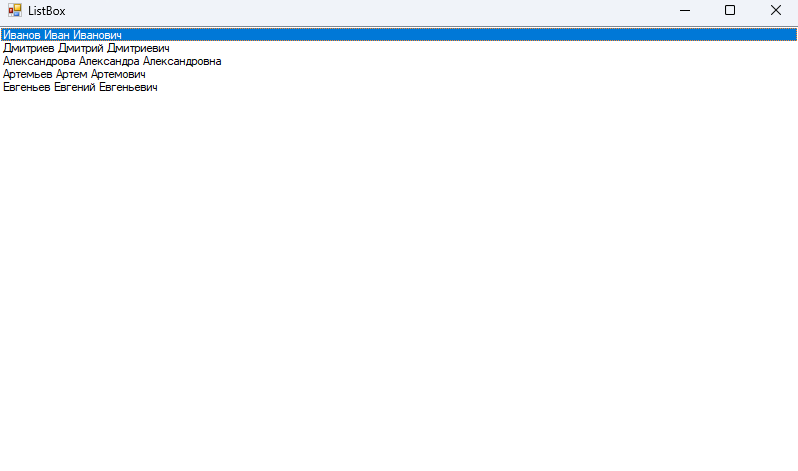 ListBox
Иванов Иван Иванович
Дмитриев Дмитрий Дмитриевич
Александрова Александра Александровна
Артемьев Артем Артемович
Евгеньев Евгений Евгеньевич